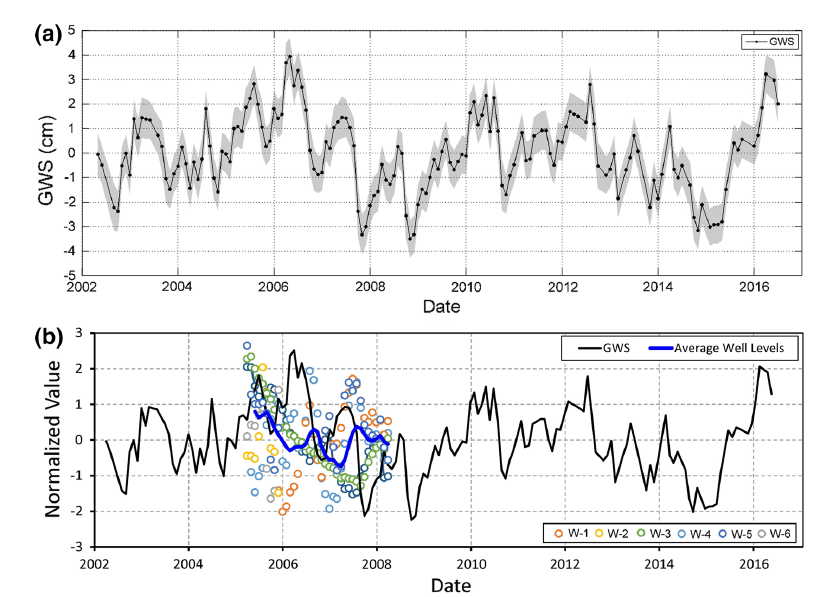 (a)
GWS
GWS (cm)
5
4
3
2
1
0
-1
-2
-3
-4
-5
2002 2004 2006 2008 2010 2012 2014 2016
Date
(b)
GWS Average Well Levels
Normalized Value
3
2
1
0
-1
-2
-3
W-1 W-2 W-3 W-4 W-5 W-6
2002 2004 2006 2008 2010 2012 2014 2016
Date